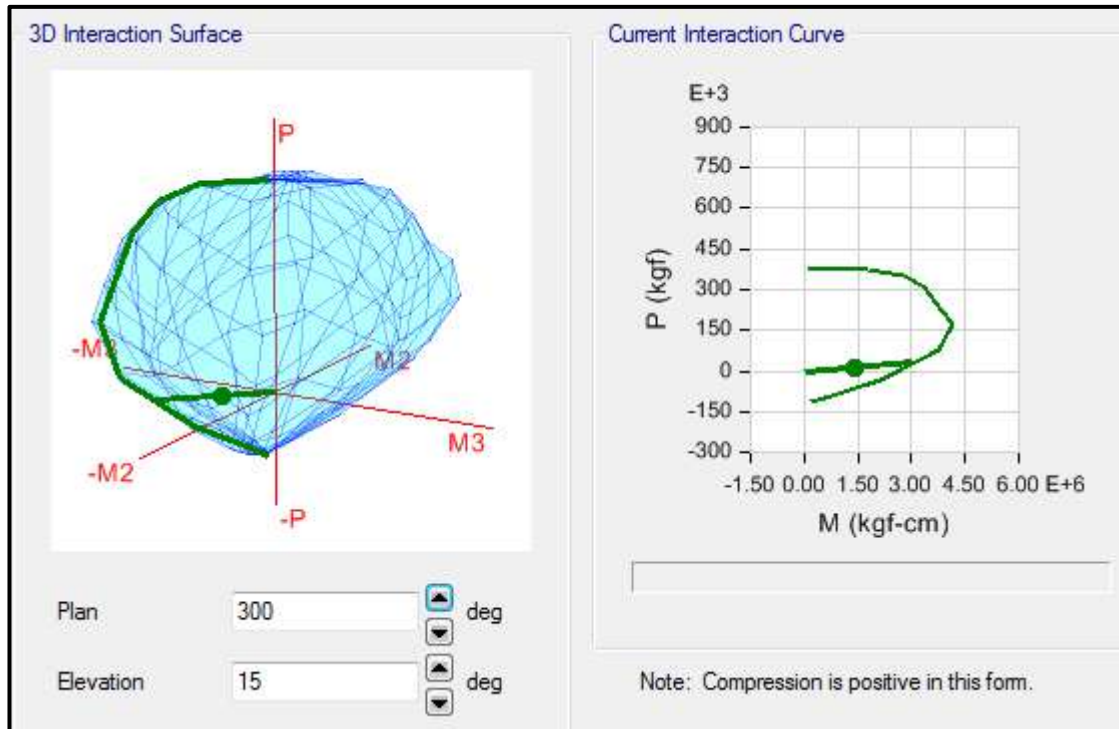 3D Interaction Surface
P
-M3
M2
M3
-M2
-P
Plan
300
deg
Elevation
15
deg
Current Interaction Curve
E+3
900
750
600
450
300
150
0
-150
-300
P (kgf)
-1.50 0.00 1.50 3.00 4.50 6.00 E+6
M (kgf-cm)
Note: Compression is positive in this form.